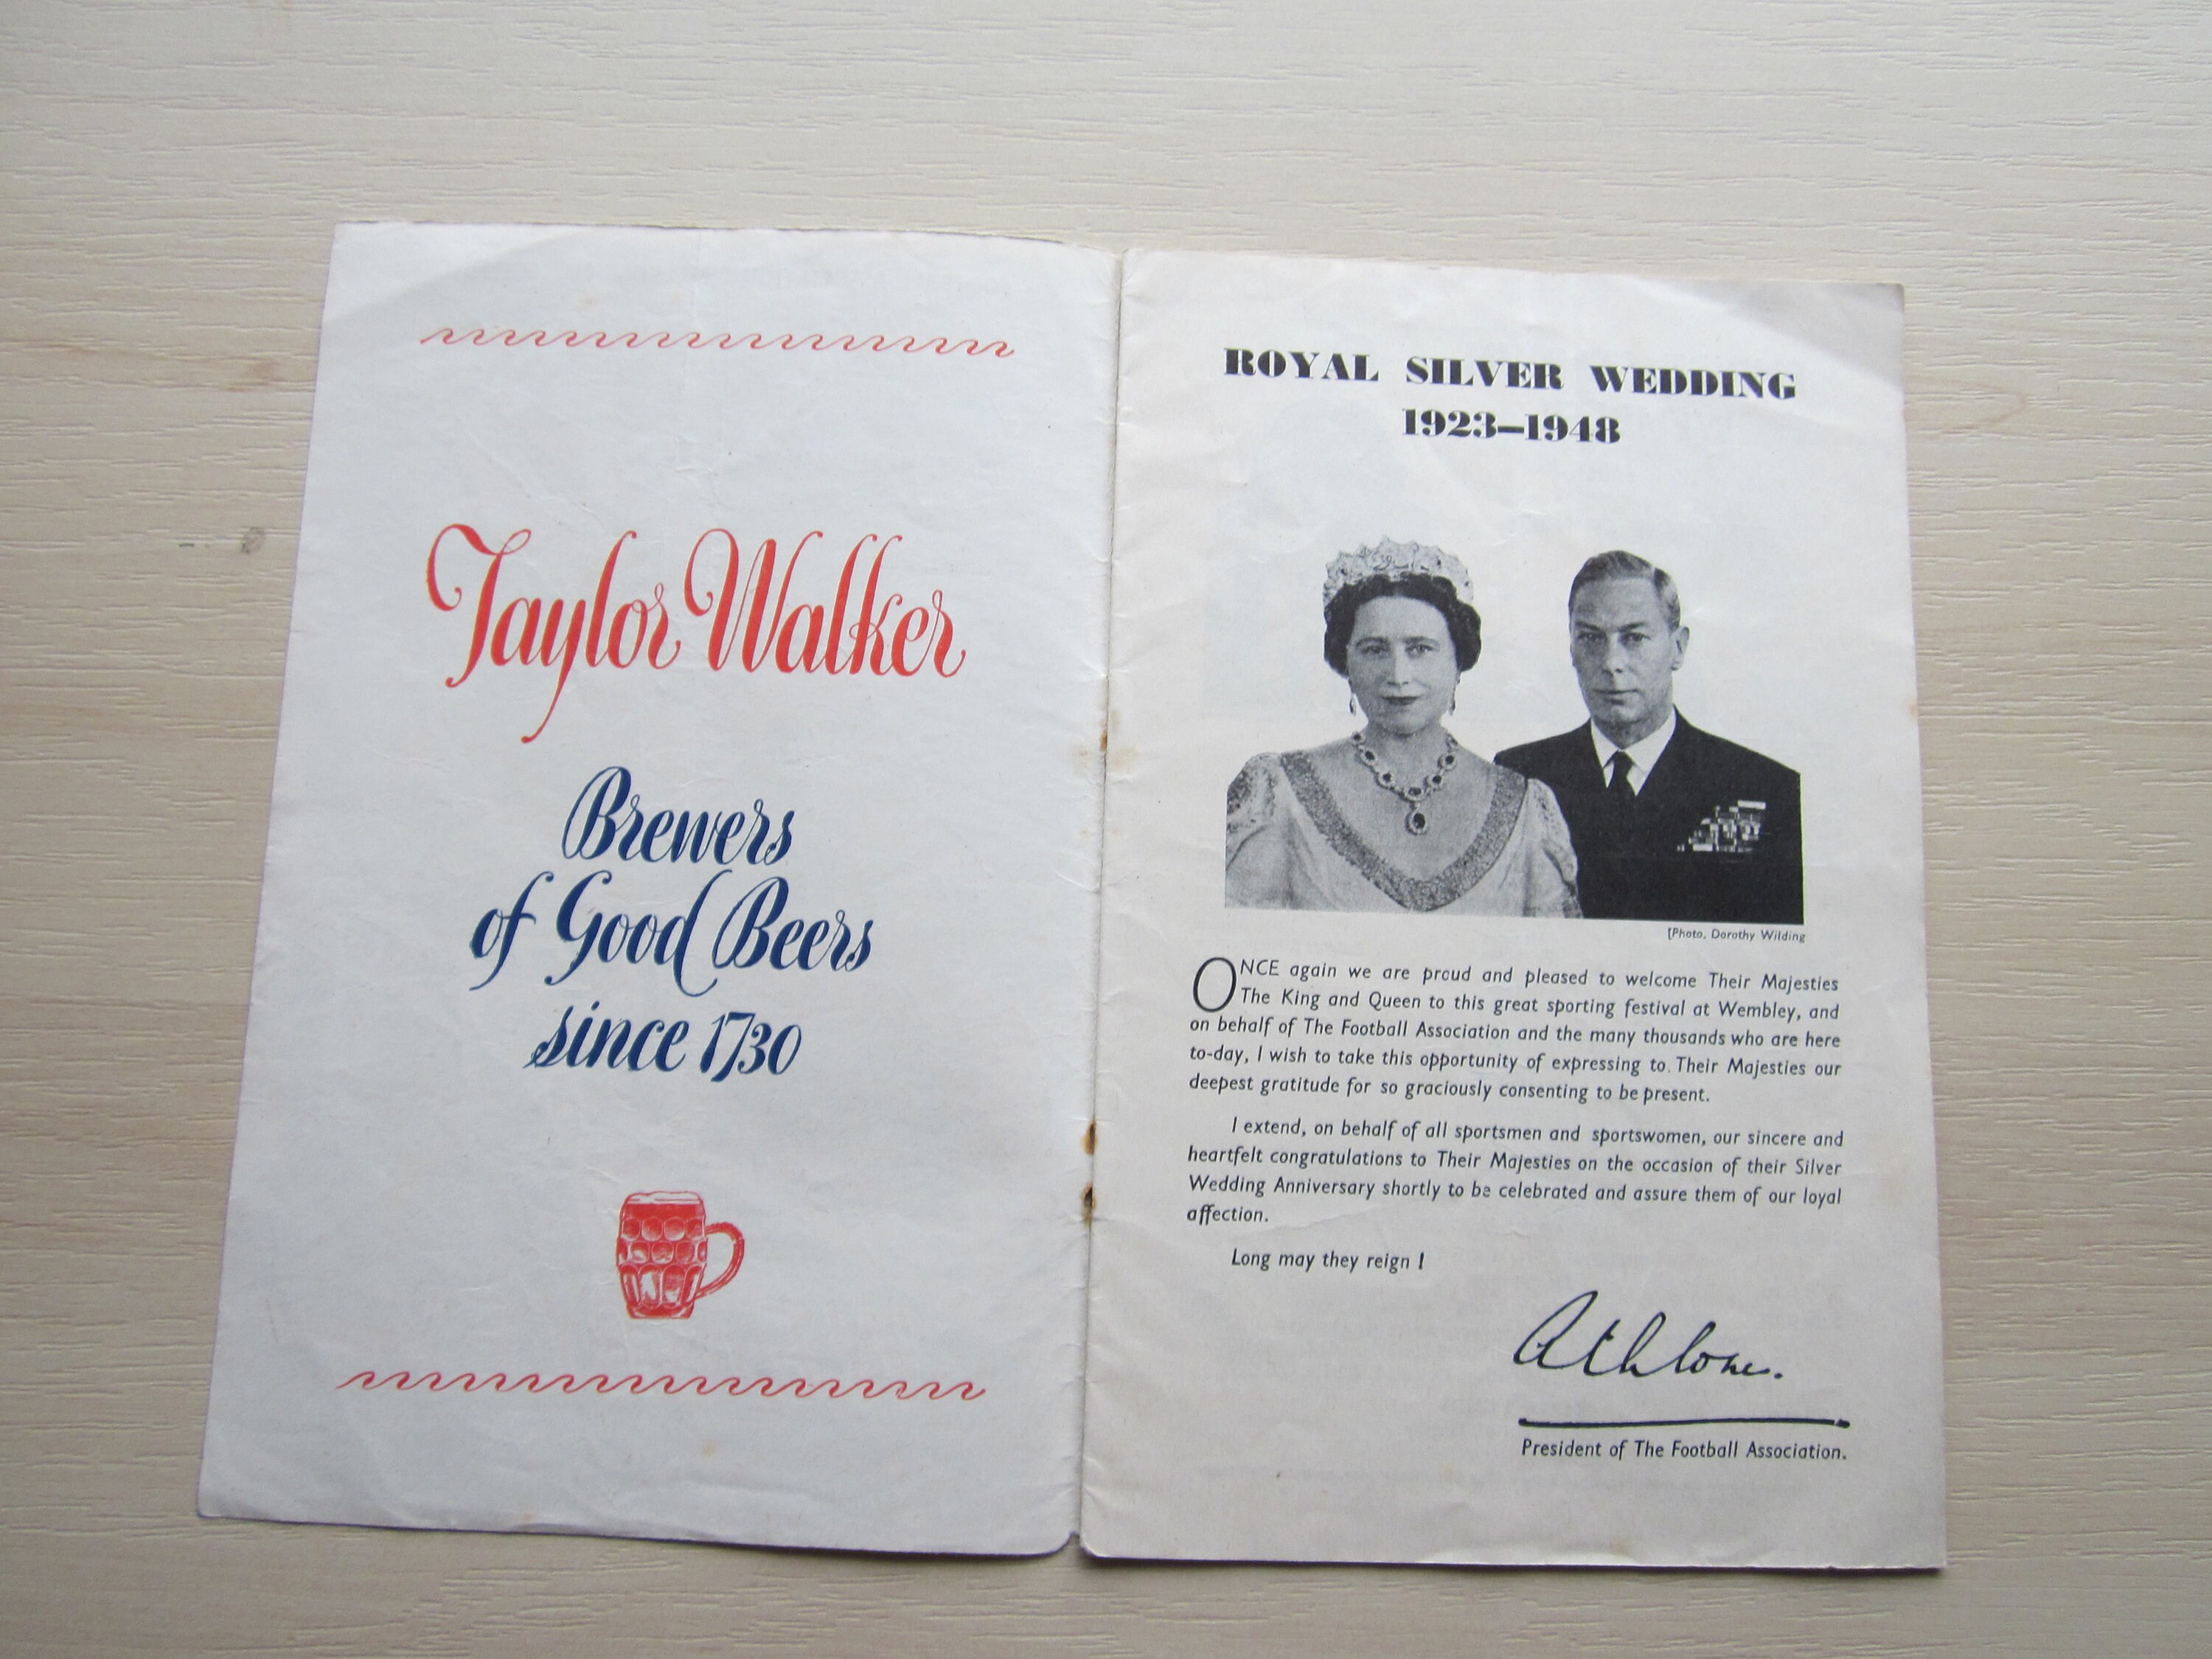 Taylor Walker
Brewers
of Good Beers
since 1730
ROYAL SILVER WEDDING
1923–1948
[Photo, Dorothy Wilding
ONCE again we are proud and pleased to welcome Their Majesties
The King and Queen to this great sporting festival at Wembley, and
on behalf of The Football Association and the many thousands who are here
to-day, I wish to take this opportunity of expressing to Their Majesties our
deepest gratitude for so graciously consenting to be present.
I extend, on behalf of all sportsmen and sportswomen, our sincere and
heartfelt congratulations to Their Majesties on the occasion of their Silver
Wedding Anniversary shortly to be celebrated and assure them of our loyal
affection.
Long may they reign !
Athlone.
President of The Football Association.